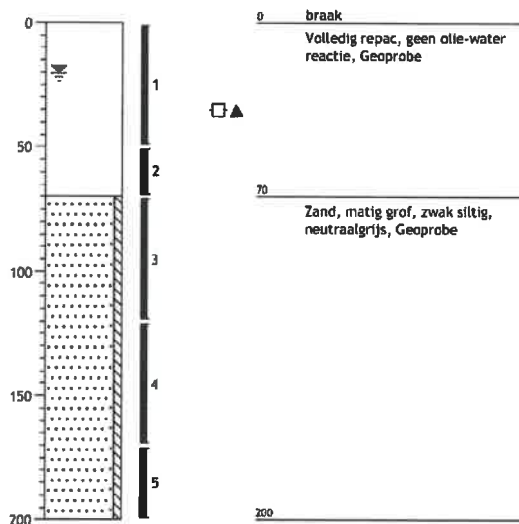 0
50
100
150
200
1
2
3
4
5
0 braak
Volledig repac, geen olie-water
reactie, Geoprobe
70
Zand, matig grof, zwak siltig,
neutraalgrijs, Geoprobe
200